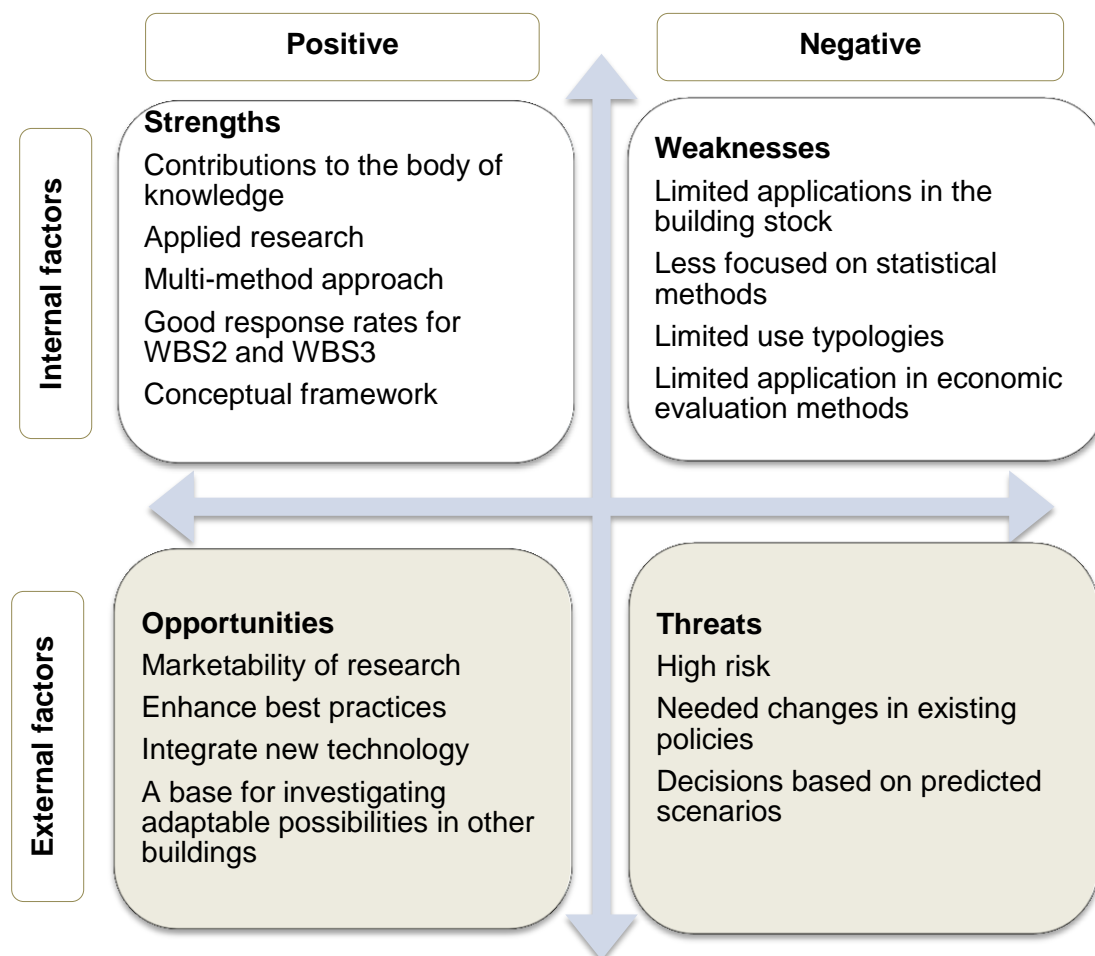 Positive
Negative
Internal factors
Strengths
Contributions to the body of
knowledge
Applied research
Multi-method approach
Good response rates for
WBS2 and WBS3
Conceptual framework
Weaknesses
Limited applications in the
building stock
Less focused on statistical
methods
Limited use typologies
Limited application in economic
evaluation methods
External factors
Opportunities
Marketability of research
Enhance best practices
Integrate new technology
A base for investigating
adaptable possibilities in other
buildings
Threats
High risk
Needed changes in existing
policies
Decisions based on predicted
scenarios